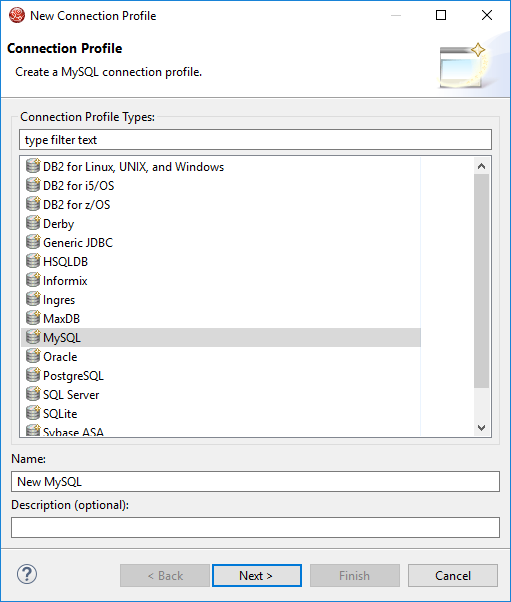 New Connection Profile
Connection Profile
Create a MySQL connection profile.
Connection Profile Types:
type filter text
DB2 for Linux, UNIX, and Windows
DB2 for i5/OS
DB2 for z/OS
Derby
Generic JDBC
HSQLDB
Informix
Ingres
MaxDB
MySQL
Oracle
PostgreSQL
SQL Server
SQLite
Sybase ASA
Name:
New MySQL
Description (optional):
?
< Back
Next >
Finish
Cancel